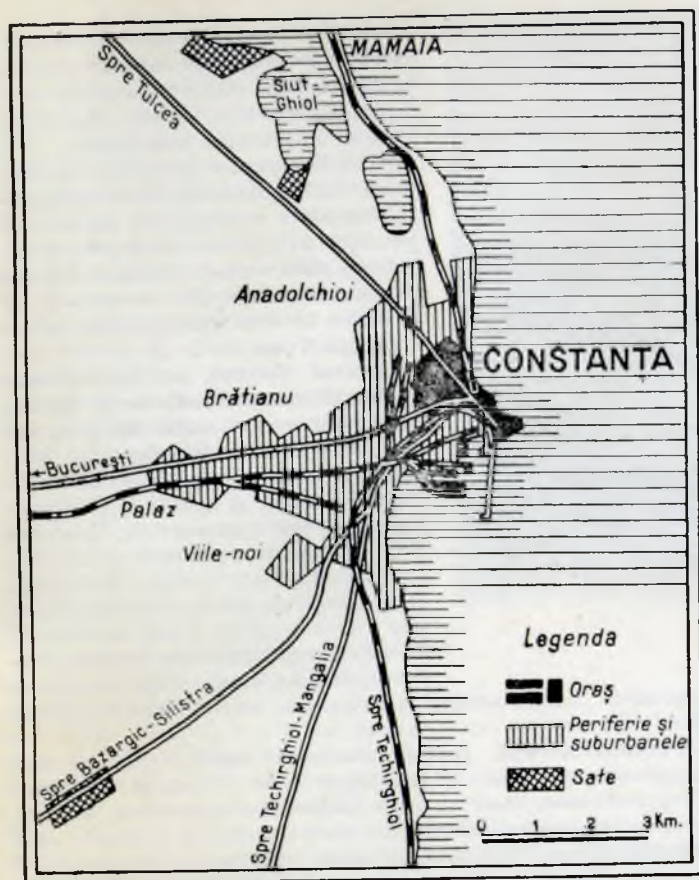 MAMAIA
Spre Tulcea
Siut-
Ghiol
Anadolchioi
CONSTANȚA
Brătianu
București
Palaz
Viile-noi
Spre Bazargic-Silistra
Spre Techirghiol-Mangalia
Spre Techirghiol
Legenda
Oraș
Periferie și
suburbanele
Sate
0 1 2 3 Km.